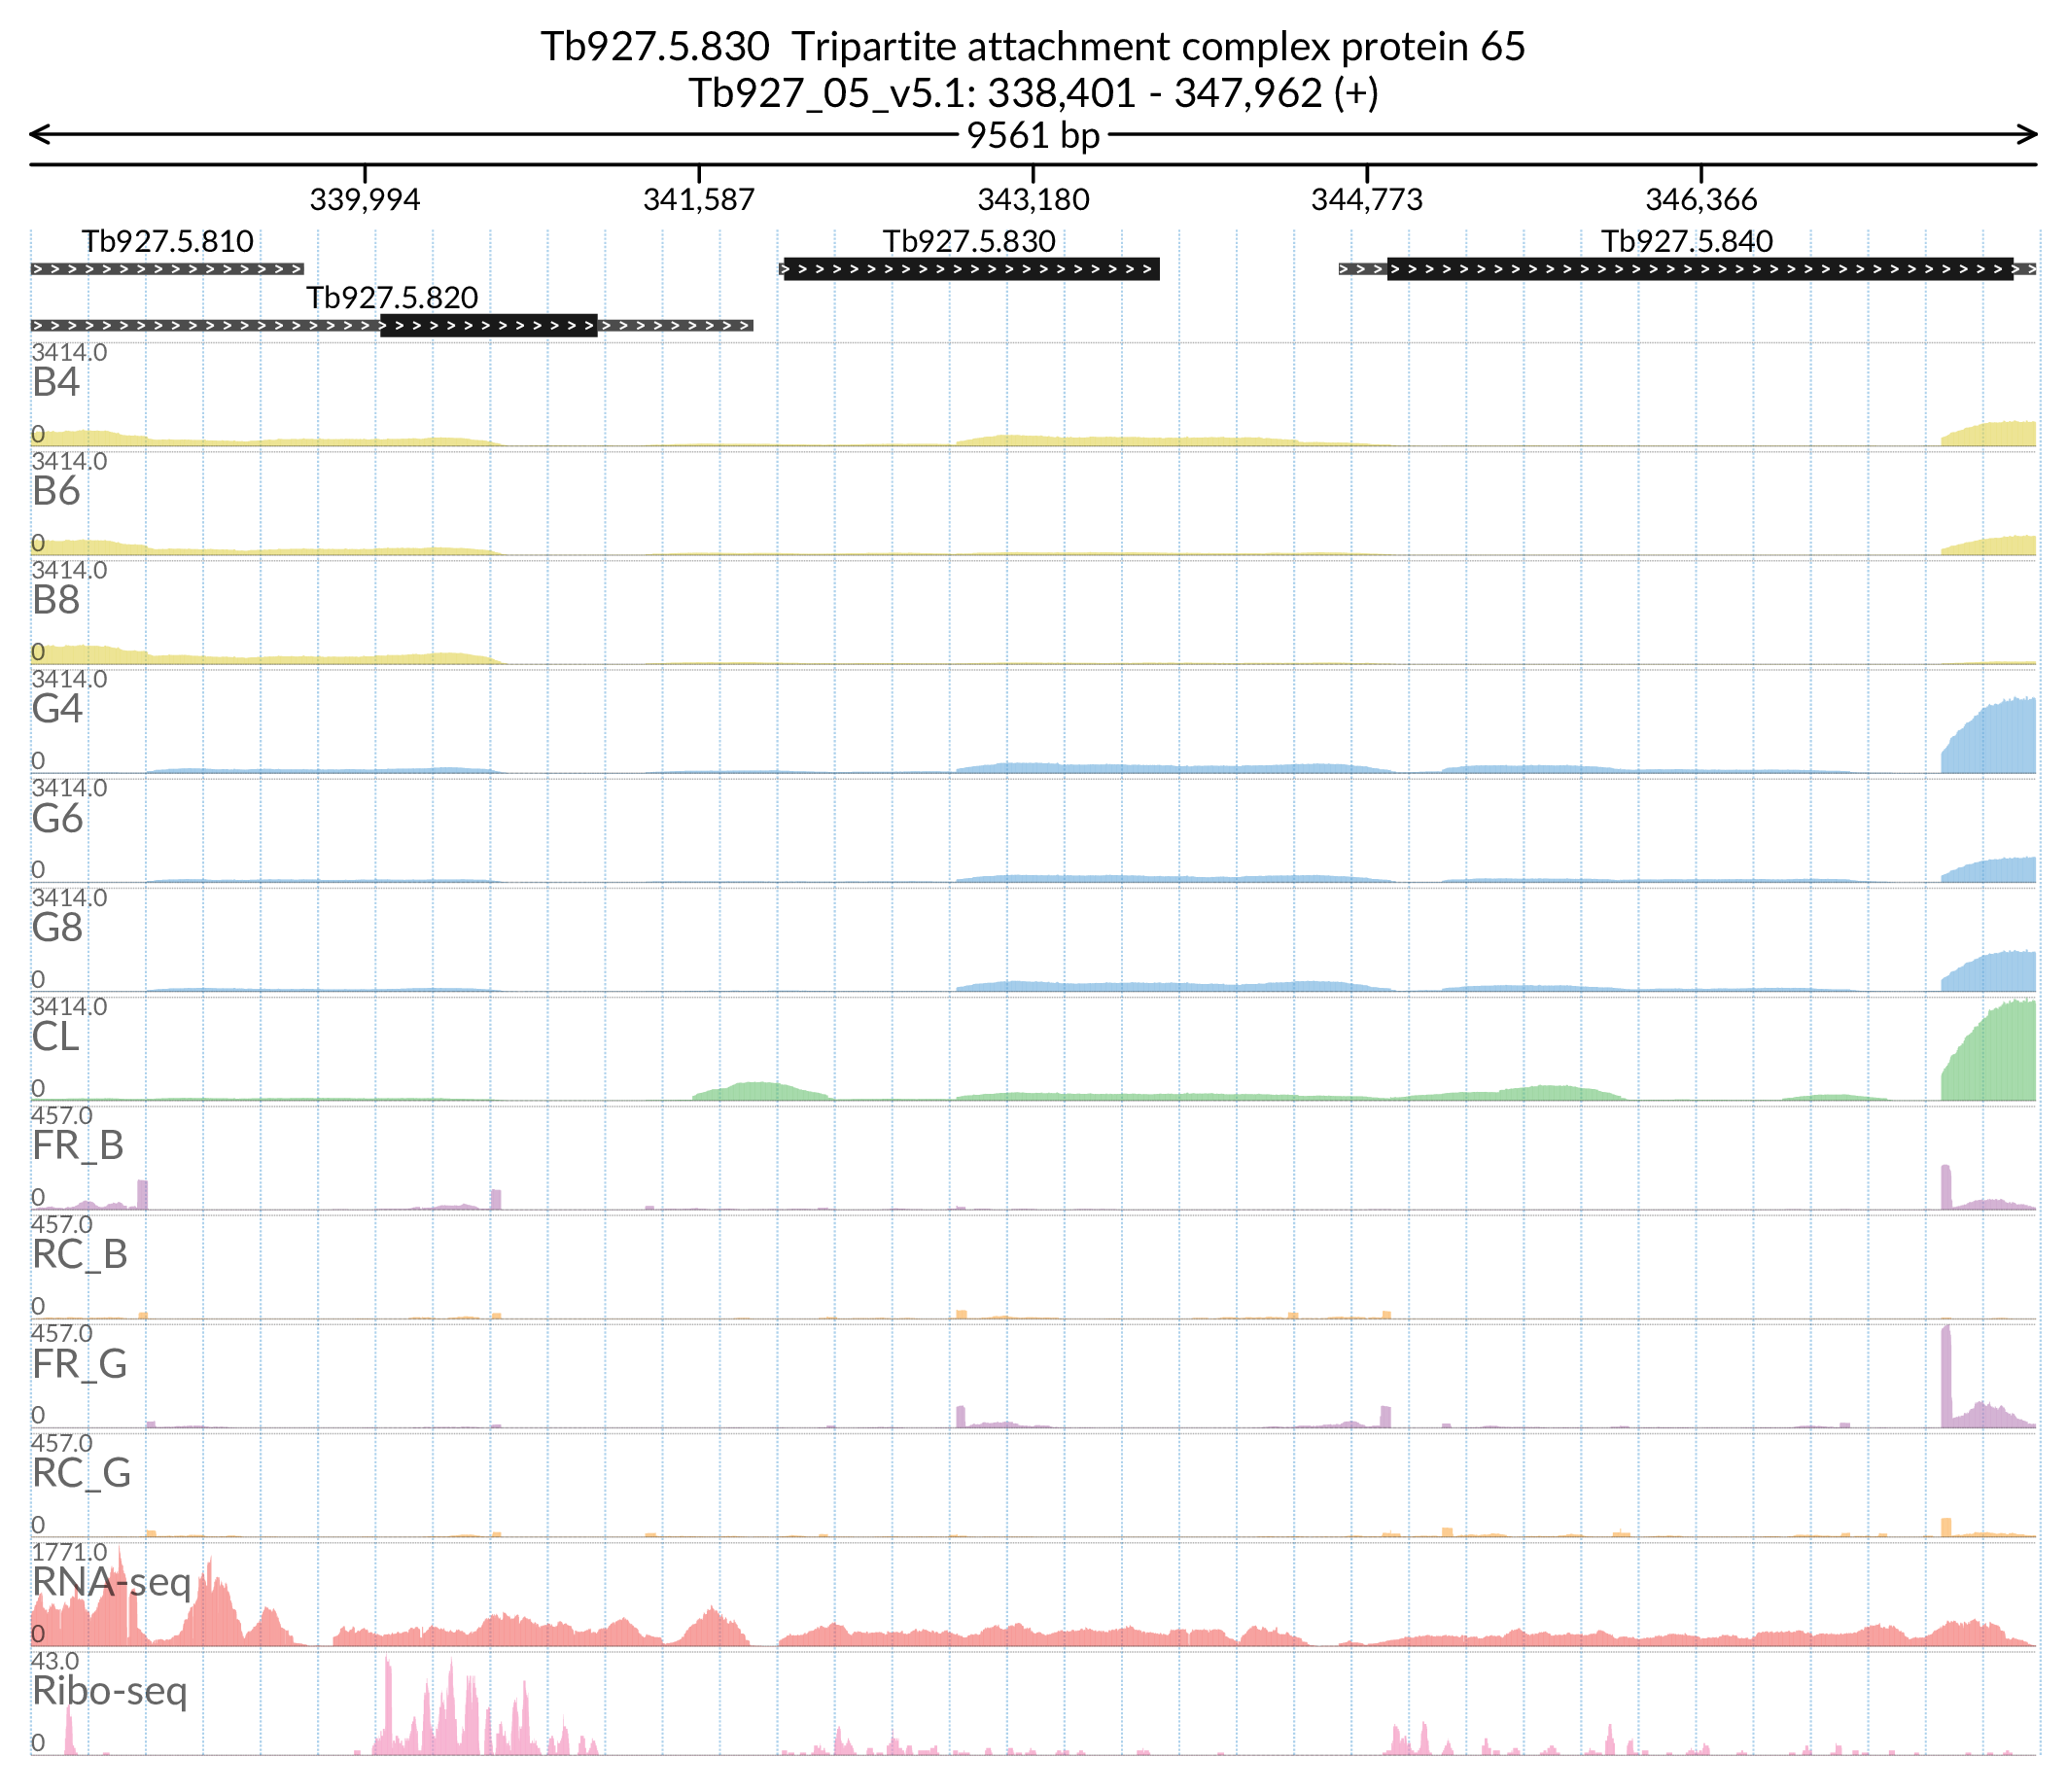 Tb927.5.830  Tripartite attachment complex protein 65
Tb927_05_v5.1: 338,401 - 347,962 (+)
9561 bp
339,994 341,587 343,180 344,773 346,366
Tb927.5.810 Tb927.5.830 Tb927.5.840
Tb927.5.820
3414.0
B4
0
3414.0
B6
0
3414.0
B8
0
3414.0
G4
0
3414.0
G6
0
3414.0
G8
0
3414.0
CL
0
457.0
FR_B
0
457.0
RC_B
0
457.0
FR_G
0
457.0
RC_G
0
1771.0
RNA-seq
0
43.0
Ribo-seq
0